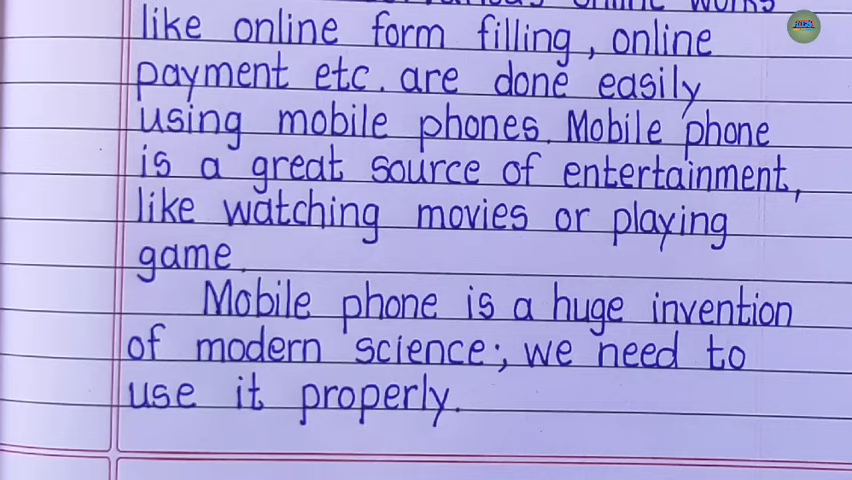 online works
like online form filling, online
payment etc. are done easily
using mobile phones. Mobile phone
is a great source of entertainment,
like watching movies or playing
game.
Mobile phone is a huge invention
of modern science; we need to
use it properly.